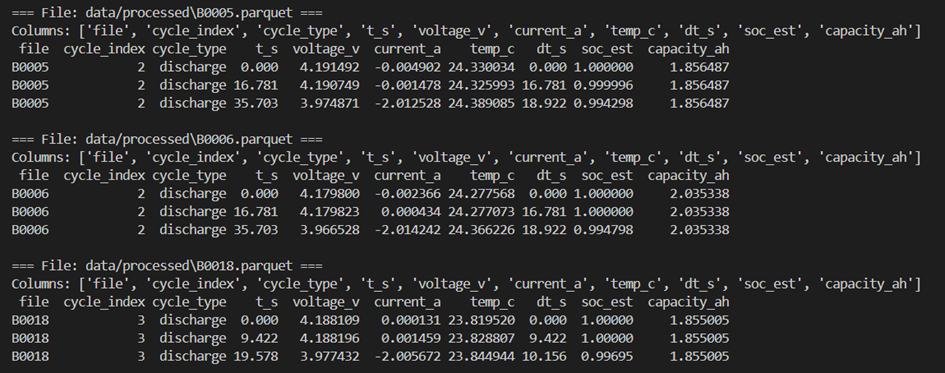 === File: data/processed\B0005.parquet ===
Columns: ['file', 'cycle_index', 'cycle_type', 't_s', 'voltage_v', 'current_a', 'temp_c', 'dt_s', 'soc_est', 'capacity_ah']
file cycle_index cycle_type t_s voltage_v current_a temp_c dt_s soc_est capacity_ah
B0005 2 discharge 0.000 4.191492 -0.004902 24.330034 0.000 1.000000 1.856487
B0005 2 discharge 16.781 4.190749 -0.001478 24.325993 16.781 0.999996 1.856487
B0005 2 discharge 35.703 3.974871 -2.012528 24.389085 18.922 0.994298 1.856487
=== File: data/processed\B0006.parquet ===
Columns: ['file', 'cycle_index', 'cycle_type', 't_s', 'voltage_v', 'current_a', 'temp_c', 'dt_s', 'soc_est', 'capacity_ah']
file cycle_index cycle_type t_s voltage_v current_a temp_c dt_s soc_est capacity_ah
B0006 2 discharge 0.000 4.179800 -0.002366 24.277568 0.000 1.000000 2.035338
B0006 2 discharge 16.781 4.179823 0.000434 24.277073 16.781 1.000000 2.035338
B0006 2 discharge 35.703 3.966528 -2.014242 24.366226 18.922 0.994798 2.035338
=== File: data/processed\B0018.parquet ===
Columns: ['file', 'cycle_index', 'cycle_type', 't_s', 'voltage_v', 'current_a', 'temp_c', 'dt_s', 'soc_est', 'capacity_ah']
file cycle_index cycle_type t_s voltage_v current_a temp_c dt_s soc_est capacity_ah
B0018 3 discharge 0.000 4.188109 0.000131 23.819520 0.000 1.00000 1.855005
B0018 3 discharge 9.422 4.188196 0.001459 23.828807 9.422 1.00000 1.855005
B0018 3 discharge 19.578 3.977432 -2.005672 23.844944 10.156 0.99695 1.855005